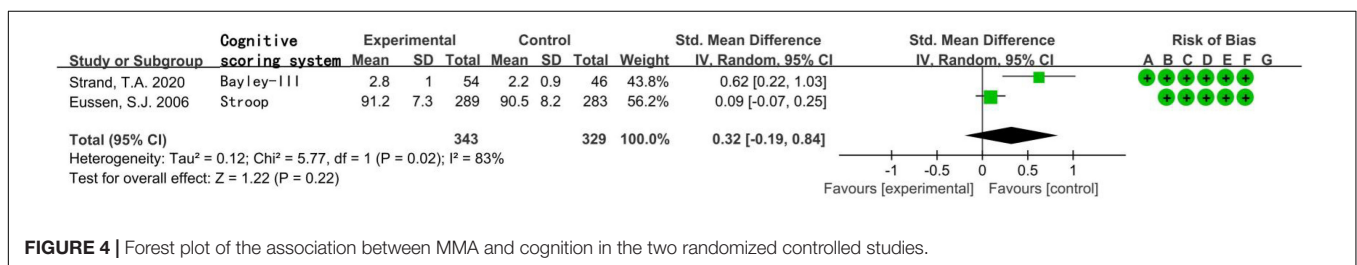 Cognitive Experimental Control Std. Mean Difference Std. Mean Difference Risk of Bias
Study or Subgroup scoring system Mean SD Total Mean SD Total Weight IV, Random, 95% CI IV, Random, 95% CI A B C D E F G
Strand, T.A. 2020 Bayley-III 2.8 1 54 2.2 0.9 46 43.8% 0.62 [0.22, 1.03] + + + + + +
Eussen, S.J. 2006 Stroop 91.2 7.3 289 90.5 8.2 283 56.2% 0.09 [-0.07, 0.25] + + + + +
Total (95% CI) 343 329 100.0% 0.32 [-0.19, 0.84]
Heterogeneity: Tau² = 0.12; Chi² = 5.77, df = 1 (P = 0.02); I² = 83%
Test for overall effect: Z = 1.22 (P = 0.22)
-1 -0.5 0 0.5 1
Favours [experimental] Favours [control]
FIGURE 4 | Forest plot of the association between MMA and cognition in the two randomized controlled studies.